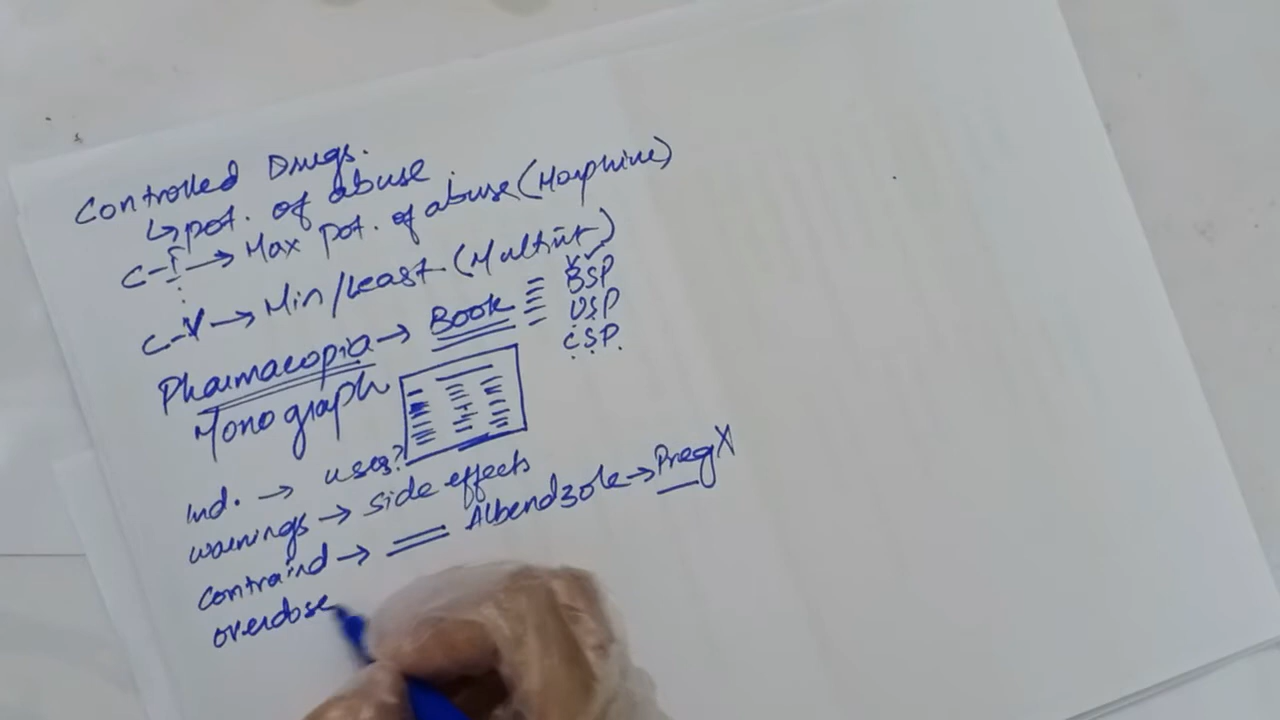 Controlled Drugs.
↳ pot. of abuse.
C-I → Max pot. of abuse (Morphine)
C-V → Min/Least (Multivit)
Pharmacopia → Book
BSP
USP
CSP.
Monograph
Ind. → uses?
warnings → side effects
contraind → Albendzole → Preg X
overdose